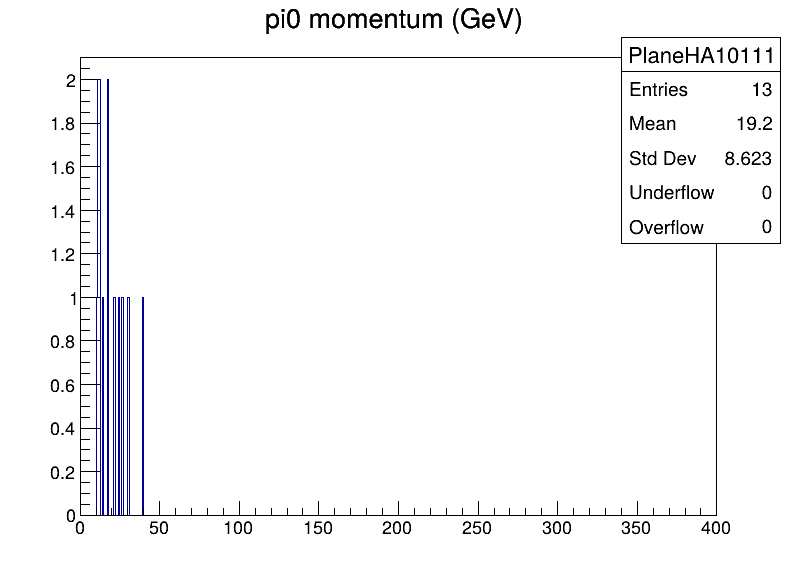 pi0 momentum (GeV)
PlaneHA10111
Entries 13
Mean 19.2
Std Dev 8.623
Underflow 0
Overflow 0
2
1.8
1.6
1.4
1.2
1
0.8
0.6
0.4
0.2
0
0 50 100 150 200 250 300 350 400